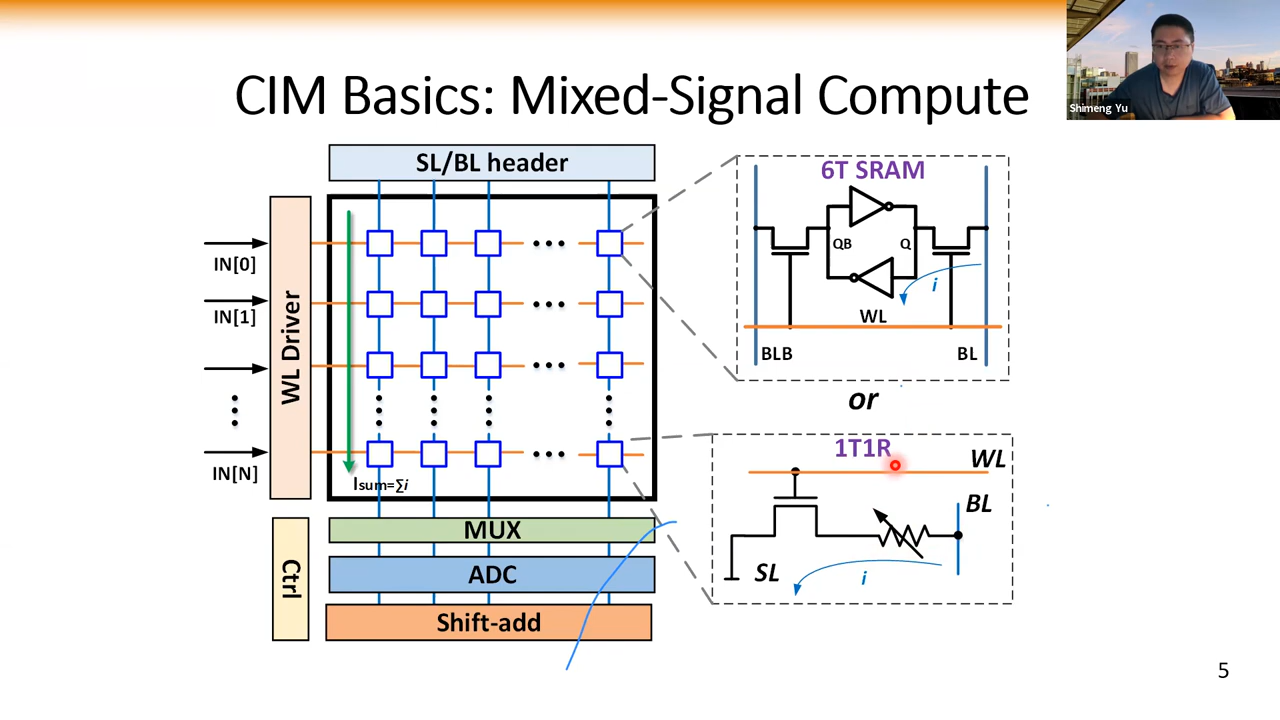 Shimeng Yu
CIM Basics: Mixed-Signal Compute
SL/BL header
WL Driver
IN[0]
IN[1]
IN[N]
Isum=∑i
MUX
ADC
Shift-add
Ctrl
6T SRAM
QB
Q
i
WL
BLB
BL
or
1T1R
WL
BL
SL
i
5